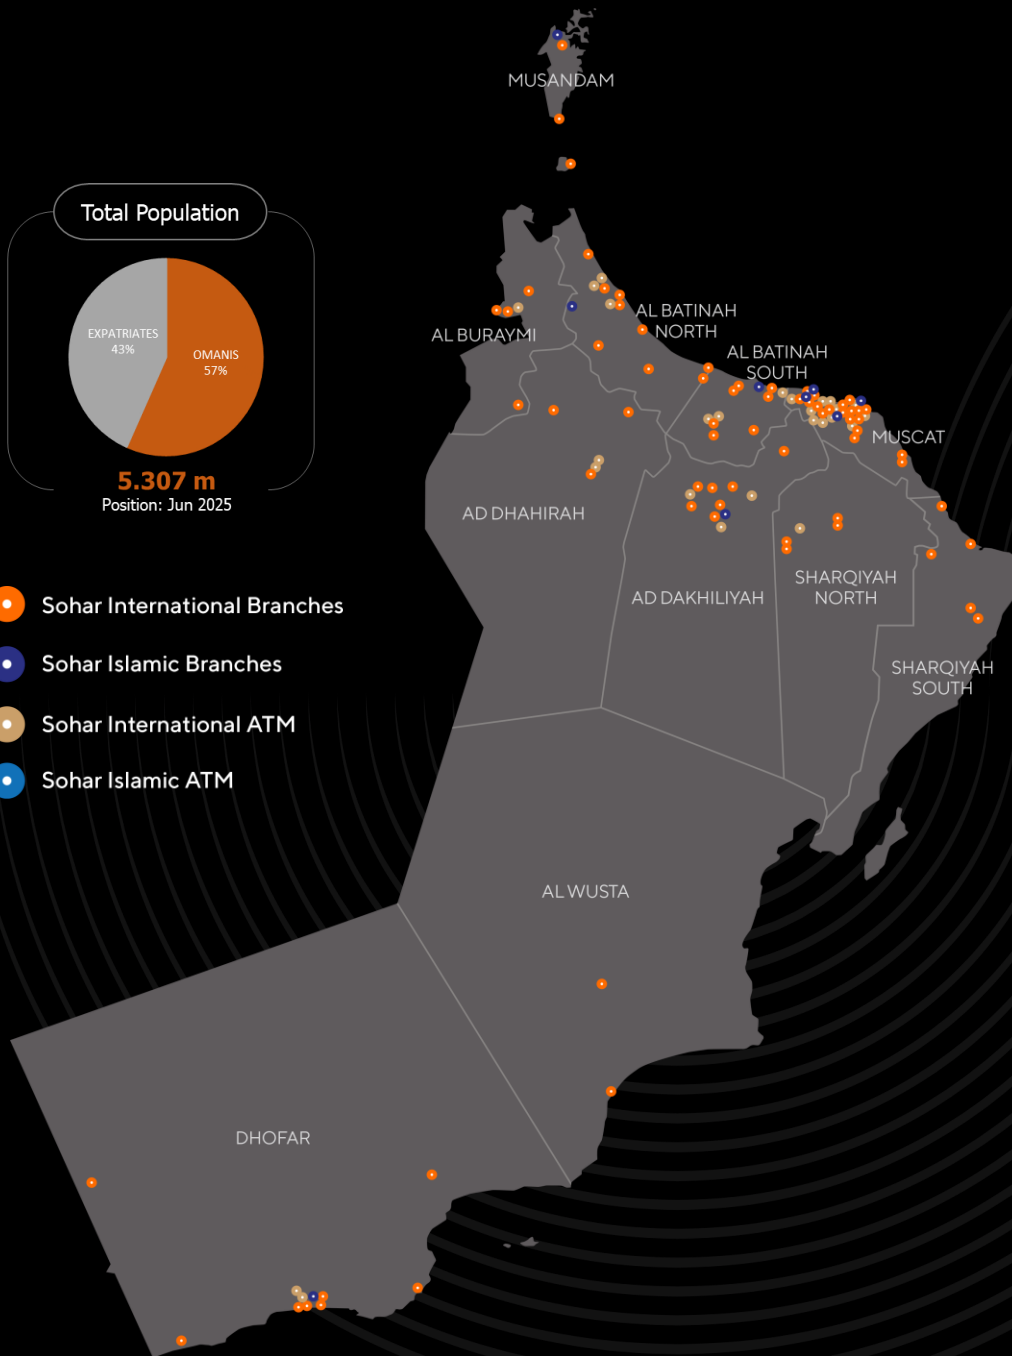 MUSANDAM
Total Population
EXPATRIATES
43%
OMANIS
57%
5.307 m
Position: Jun 2025
AL BURAYMI
AL BATINAH
NORTH
AL BATINAH
SOUTH
MUSCAT
AD DHAHIRAH
AD DAKHILIYAH
SHARQIYAH
NORTH
SHARQIYAH
SOUTH
Sohar International Branches
Sohar Islamic Branches
Sohar International ATM
Sohar Islamic ATM
AL WUSTA
DHOFAR